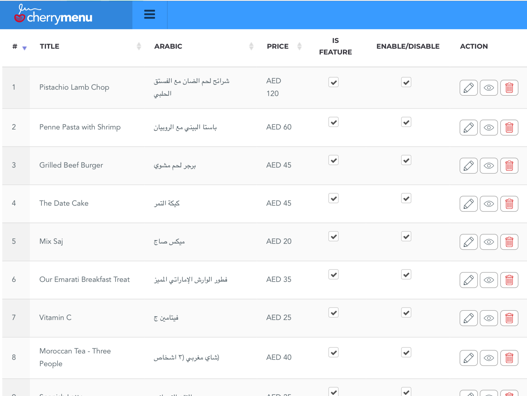 cherrymenu
# TITLE ARABIC PRICE IS FEATURE ENABLE/DISABLE ACTION
1 Pistachio Lamb Chop شرائح لحم الضان مع الفستق الحلبي AED 120
2 Penne Pasta with Shrimp باستا البيني مع الروبيان AED 60
3 Grilled Beef Burger برجر لحم مشوي AED 45
4 The Date Cake كيكة التمر AED 45
5 Mix Saj ميكس صاج AED 20
6 Our Emarati Breakfast Treat فطور الوارش الإماراتي المميز AED 35
7 Vitamin C فيتامين ج AED 25
8 Moroccan Tea - Three People (شاي مغربي (٣ اشخاص AED 40